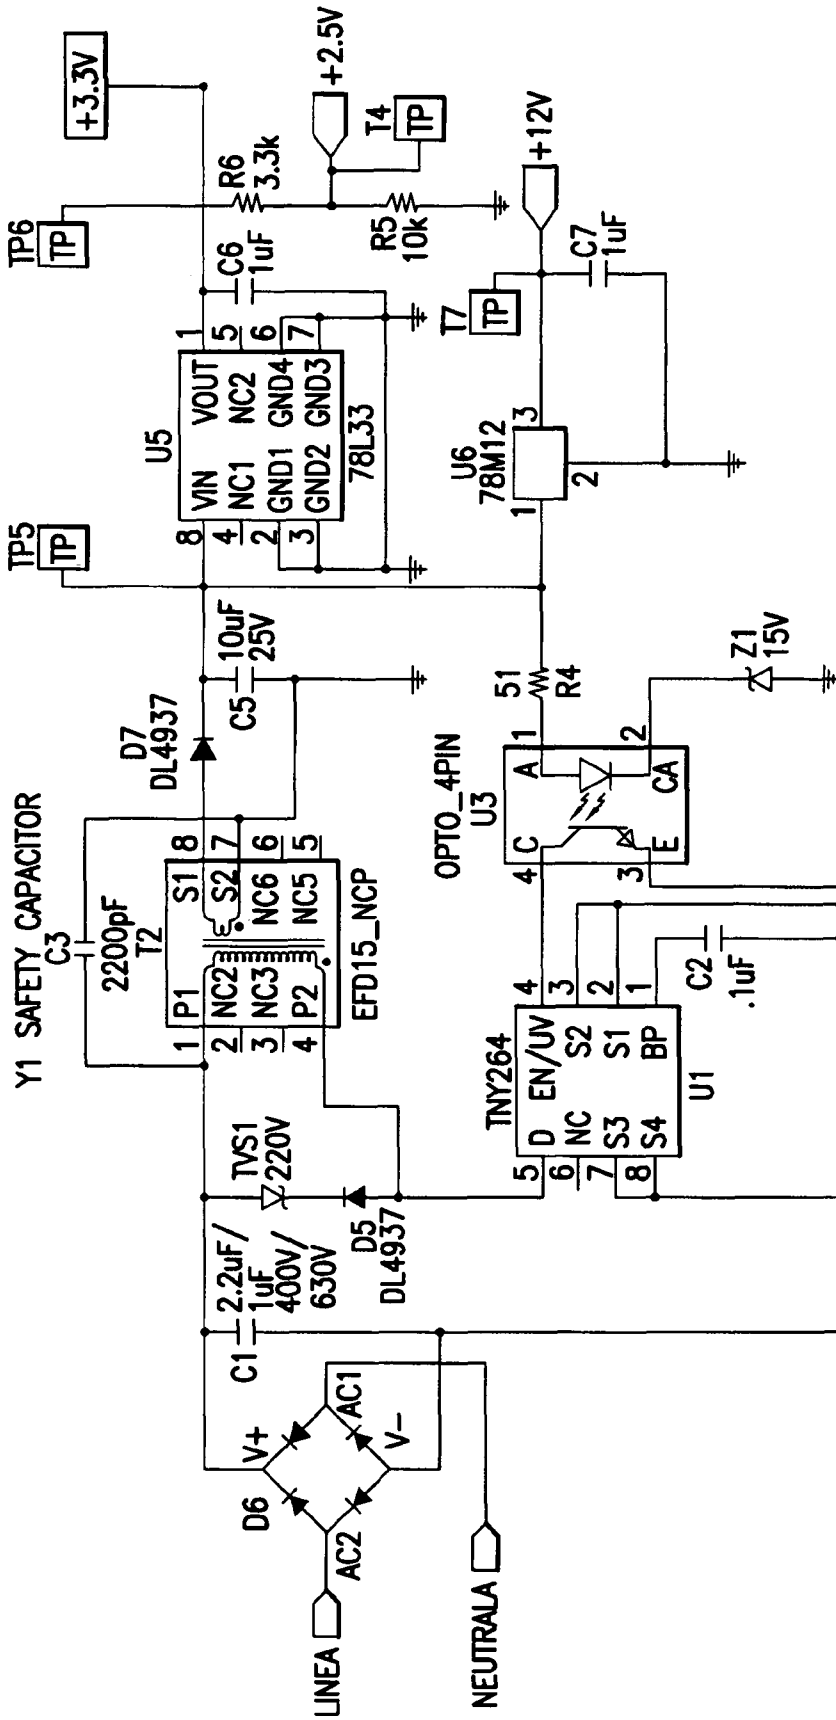 LINEA
NEUTRALA
D6
V+
V-
AC1
AC2
C1
2.2uF/
1uF
400V/
630V
TVS1
220V
D5
DL4937
Y1 SAFETY CAPACITOR
C3
2200pF
T2
1
2
3
4
P1
NC2
NC3
P2
S1
S2
NC6
NC5
8
7
6
5
EFD15_NCP
D7
DL4937
10uF
25V
C5
TP5
TP
U5
8
4
2
3
VIN
NC1
GND1
GND2
VOUT
NC2
GND4
GND3
1
5
6
7
78L33
C6
1uF
TP6
TP
R6
3.3k
R5
10k
+3.3V
+2.5V
T4
TP
TNY264
5
6
7
8
D
NC
S3
S4
EN/UV
S2
S1
BP
4
3
2
1
U1
C2
.1uF
OPTO_4PIN
U3
4
3
C
E
A
CA
1
2
51
R4
Z1
15V
U6
78M12
1
2
3
T7
TP
C7
1uF
+12V